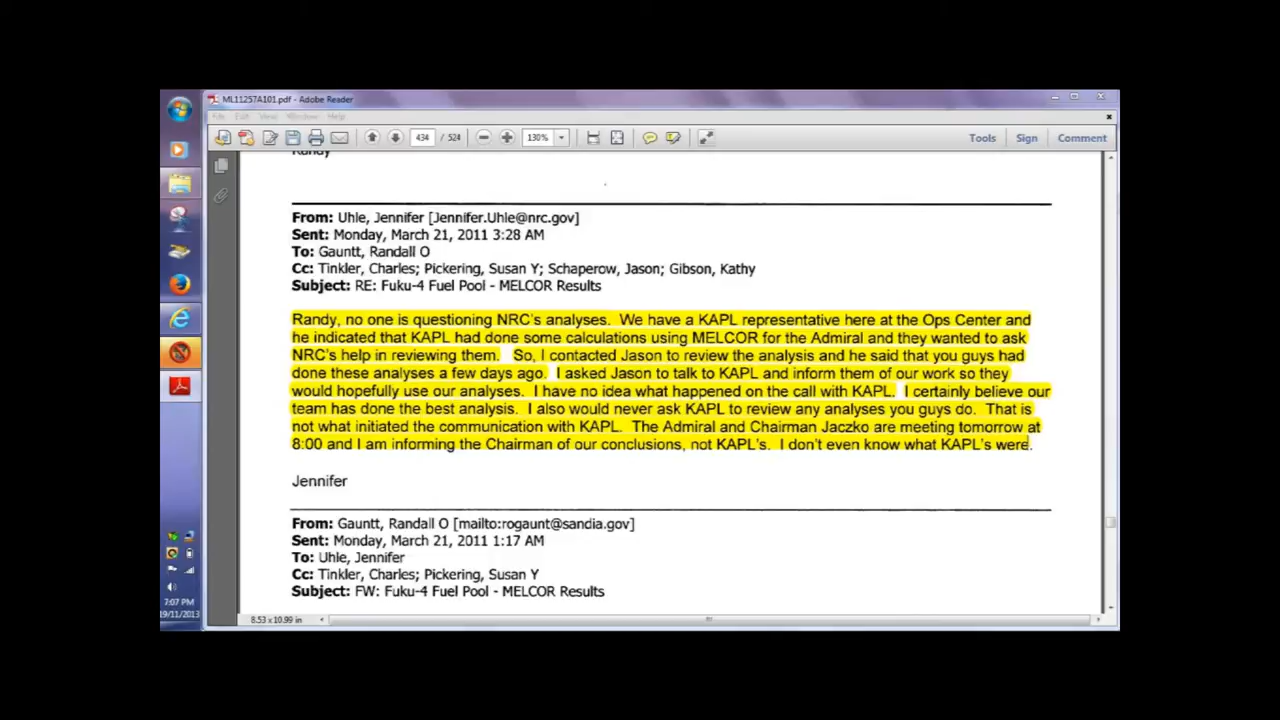 ML11257A101.pdf - Adobe Reader
File Edit View Window Help
434 / 524 130% Tools Sign Comment
Randy
From: Uhle, Jennifer [Jennifer.Uhle@nrc.gov]
Sent: Monday, March 21, 2011 3:28 AM
To: Gauntt, Randall O
Cc: Tinkler, Charles; Pickering, Susan Y; Schaperow, Jason; Gibson, Kathy
Subject: RE: Fuku-4 Fuel Pool - MELCOR Results
Randy, no one is questioning NRC's analyses. We have a KAPL representative here at the Ops Center and
he indicated that KAPL had done some calculations using MELCOR for the Admiral and they wanted to ask
NRC's help in reviewing them. So, I contacted Jason to review the analysis and he said that you guys had
done these analyses a few days ago. I asked Jason to talk to KAPL and inform them of our work so they
would hopefully use our analyses. I have no idea what happened on the call with KAPL. I certainly believe our
team has done the best analysis. I also would never ask KAPL to review any analyses you guys do. That is
not what initiated the communication with KAPL. The Admiral and Chairman Jaczko are meeting tomorrow at
8:00 and I am informing the Chairman of our conclusions, not KAPL's. I don't even know what KAPL's were.
Jennifer
From: Gauntt, Randall O [mailto:rogaunt@sandia.gov]
Sent: Monday, March 21, 2011 1:17 AM
To: Uhle, Jennifer
Cc: Tinkler, Charles; Pickering, Susan Y
Subject: FW: Fuku-4 Fuel Pool - MELCOR Results
8.53 x 10.99 in
7:07 PM
19/11/2013